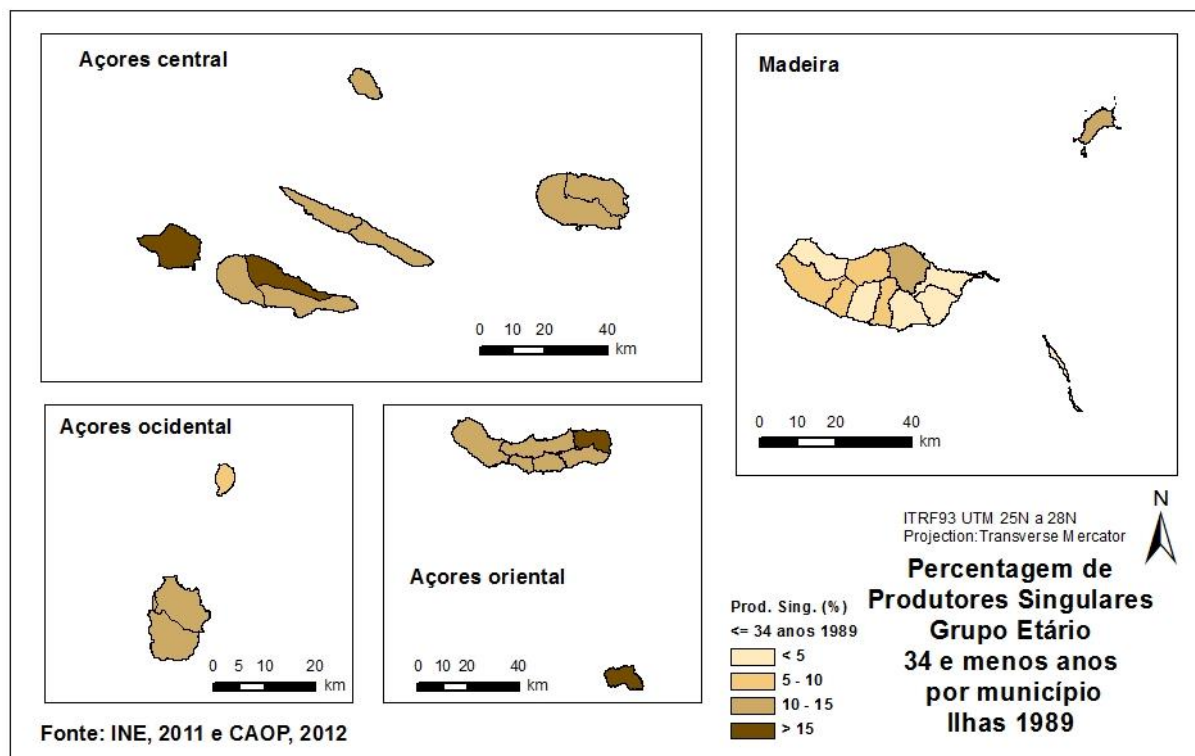 Açores central
0 10 20 40
km
Madeira
0 10 20 40
km
Açores ocidental
0 5 10 20
km
Açores oriental
0 10 20 40
km
ITRF93 UTM 25N a 28N
Projection: Transverse Mercator
N
Percentagem de
Produtores Singulares
Grupo Etário
34 e menos anos
por município
Ilhas 1989
Prod. Sing. (%)
<= 34 anos 1989
< 5
5 - 10
10 - 15
> 15
Fonte: INE, 2011 e CAOP, 2012